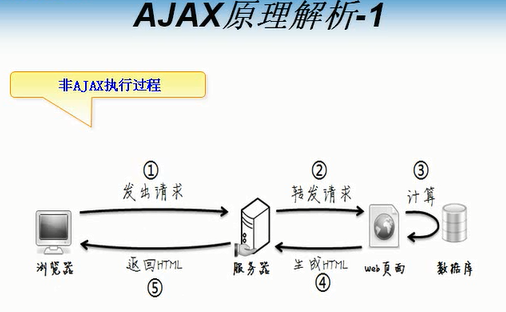 AJAX原理解析-1
非AJAX执行过程
① ② ③
发出请求 转发请求 计算
浏览器 返回HTML 服务器 生成HTML web页面 数据库
⑤ ④